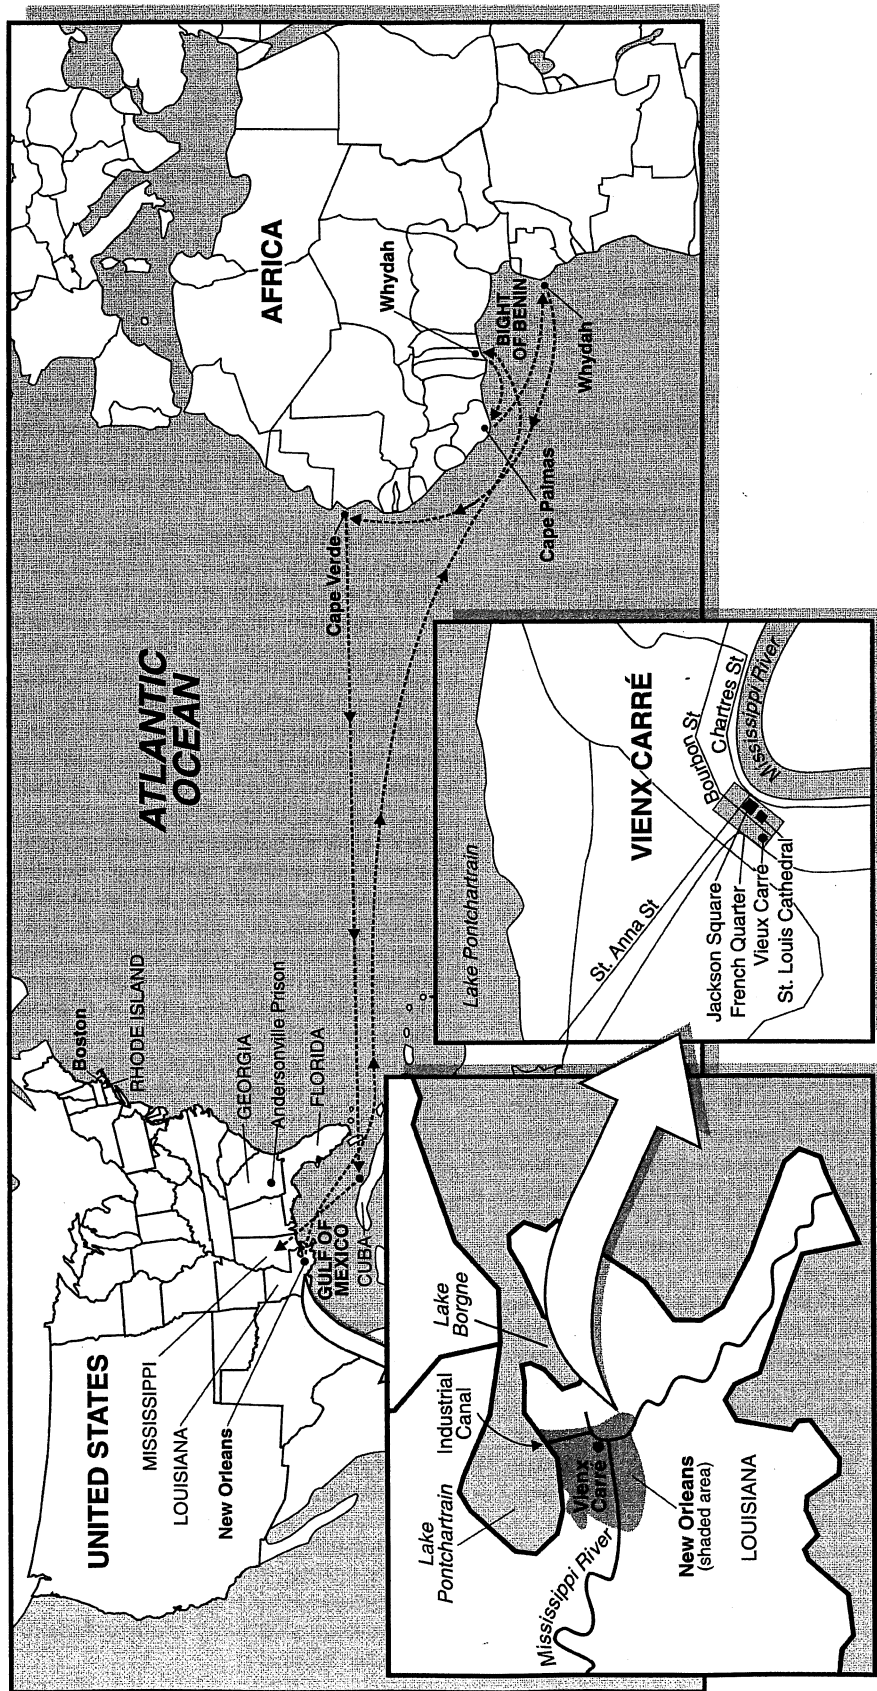 UNITED STATES
MISSISSIPPI
LOUISIANA
New Orleans
Boston
RHODE ISLAND
GEORGIA
Andersonville Prison
FLORIDA
GULF OF
MEXICO
CUBA
ATLANTIC
OCEAN
Cape Verde
AFRICA
Whydah
BIGHT
OF BENIN
Whydah
Cape Palmas
Lake
Pontchartrain
Industrial
Canal
Lake
Borgne
Vienx
Carre
Mississippi River
New Orleans
(shaded area)
LOUISIANA
Lake Pontchartrain
VIENX CARRÉ
St. Anna St
Bourbon St
Chartres St
Mississippi River
Jackson Square
French Quarter
Vieux Carré
St. Louis Cathedral